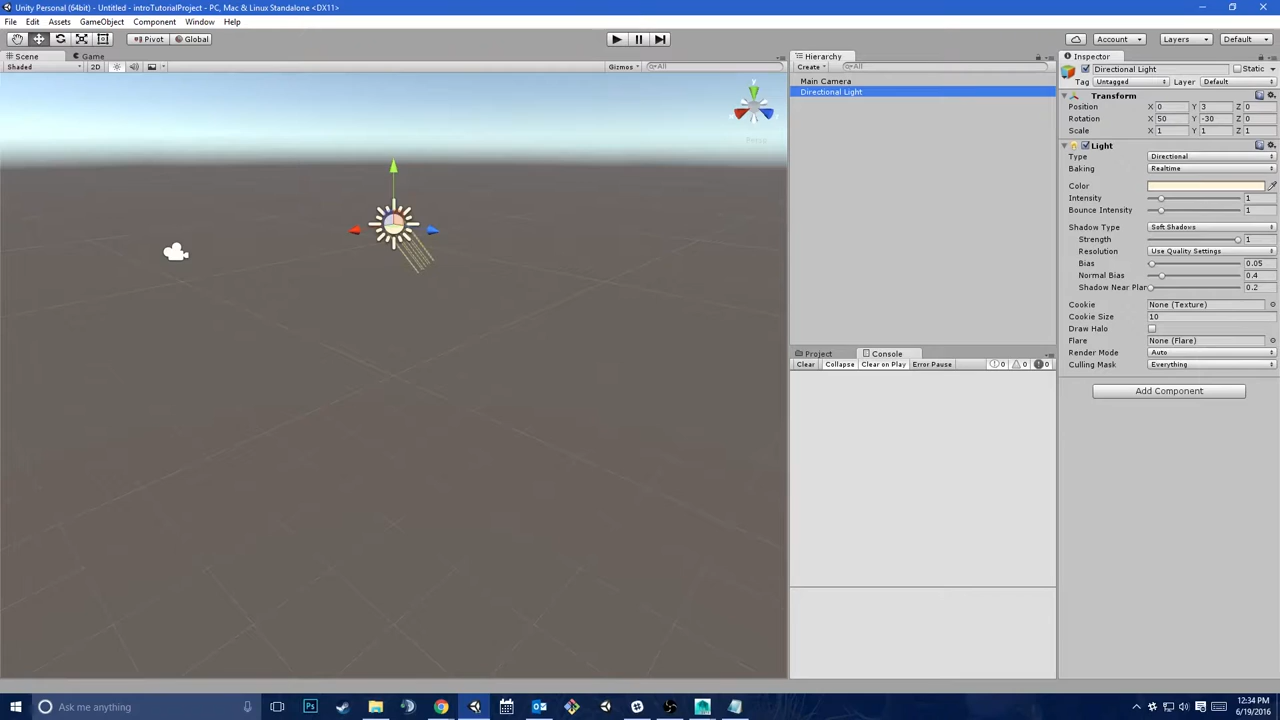 Unity Personal (64bit) - Untitled - introTutorialProject - PC, Mac & Linux Standalone <DX11>
File Edit Assets GameObject Component Window Help
Pivot Global Account Layers Default
Scene Game
Shaded 2D Gizmos All
Hierarchy
Create All
Main Camera
Directional Light
Project Console
Clear Collapse Clear on Play Error Pause 0 0 0
Inspector
Directional Light Static
Tag Untagged Layer Default
Transform
Position X 0 Y 3 Z 0
Rotation X 50 Y -30 Z 0
Scale X 1 Y 1 Z 1
Light
Type Directional
Baking Realtime
Color
Intensity 1
Bounce Intensity 1
Shadow Type Soft Shadows
Strength 1
Resolution Use Quality Settings
Bias 0.05
Normal Bias 0.4
Shadow Near Plar 0.2
Cookie None (Texture)
Cookie Size 10
Draw Halo
Flare None (Flare)
Render Mode Auto
Culling Mask Everything
Add Component
Ask me anything
12:34 PM
6/19/2016